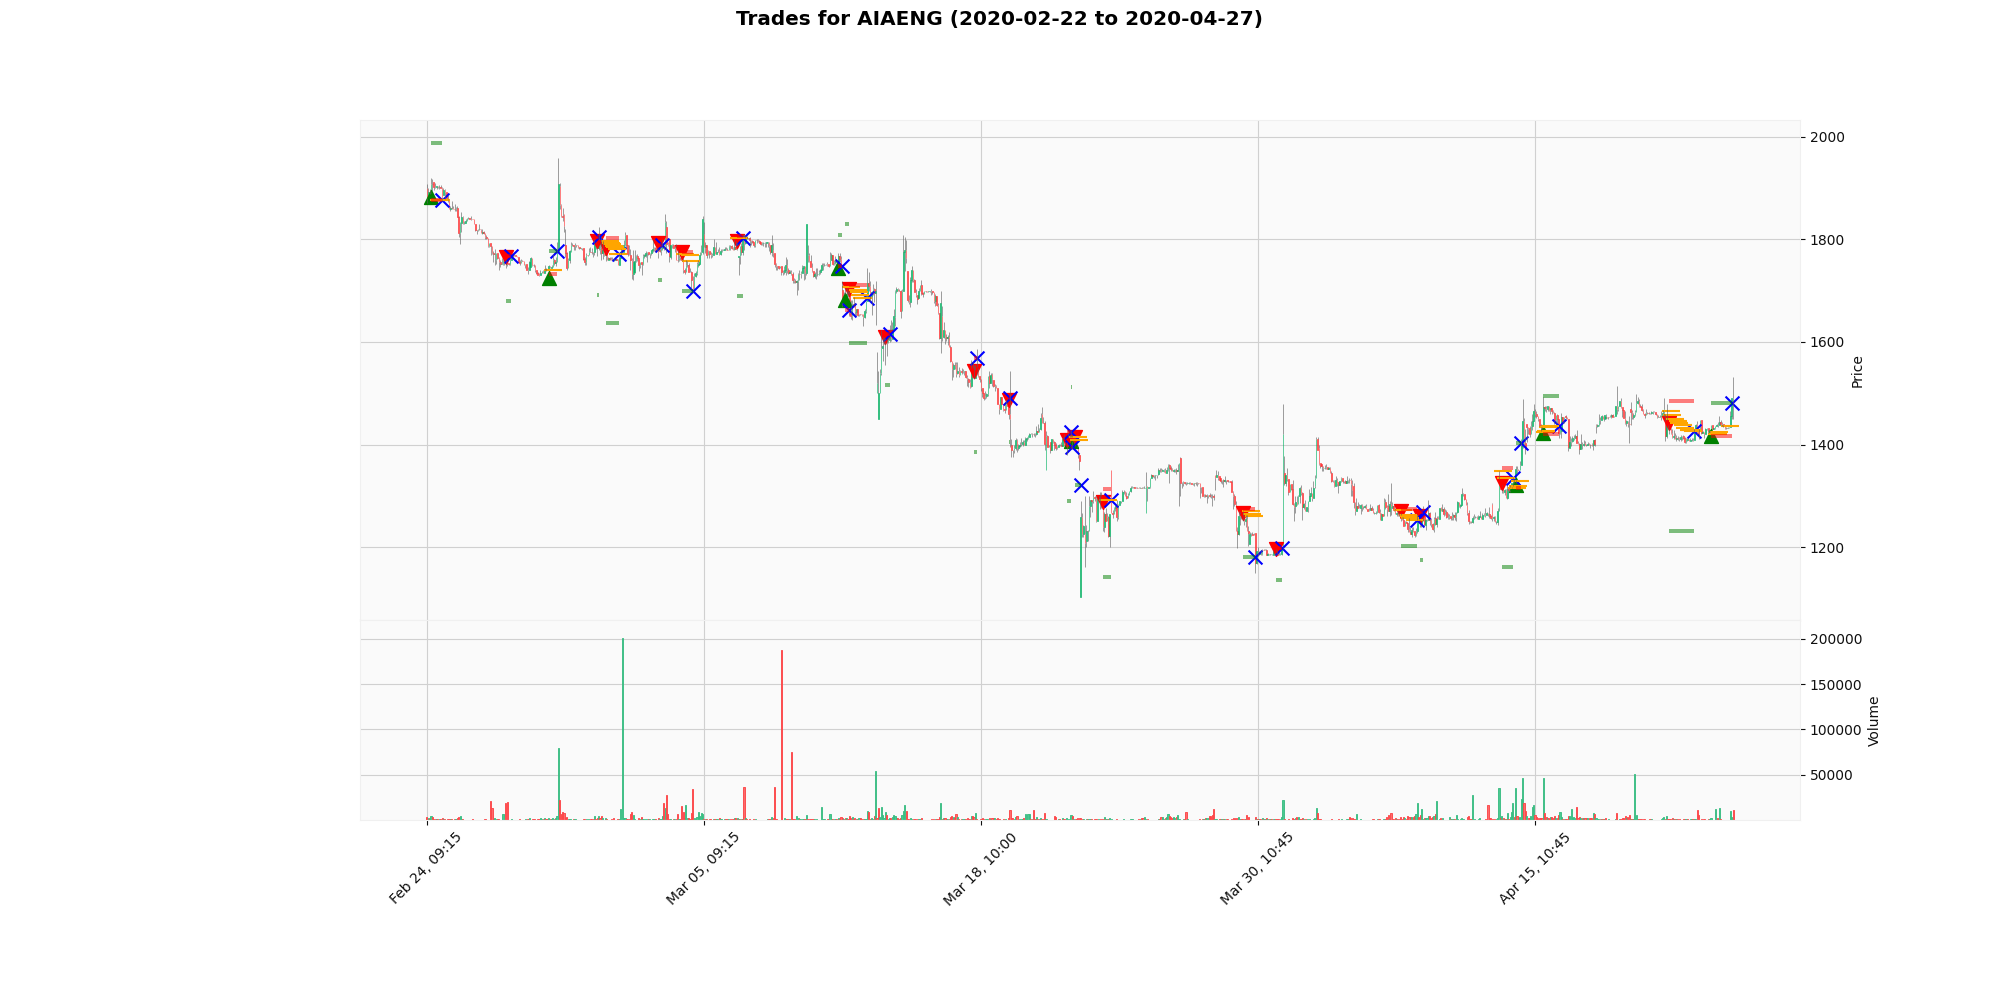 Trades for AIAENG (2020-02-22 to 2020-04-27)
2000
1800
1600
1400
1200
Price
200000
150000
100000
50000
Volume
Feb 24, 09:15
Mar 05, 09:15
Mar 18, 10:00
Mar 30, 10:45
Apr 15, 10:45